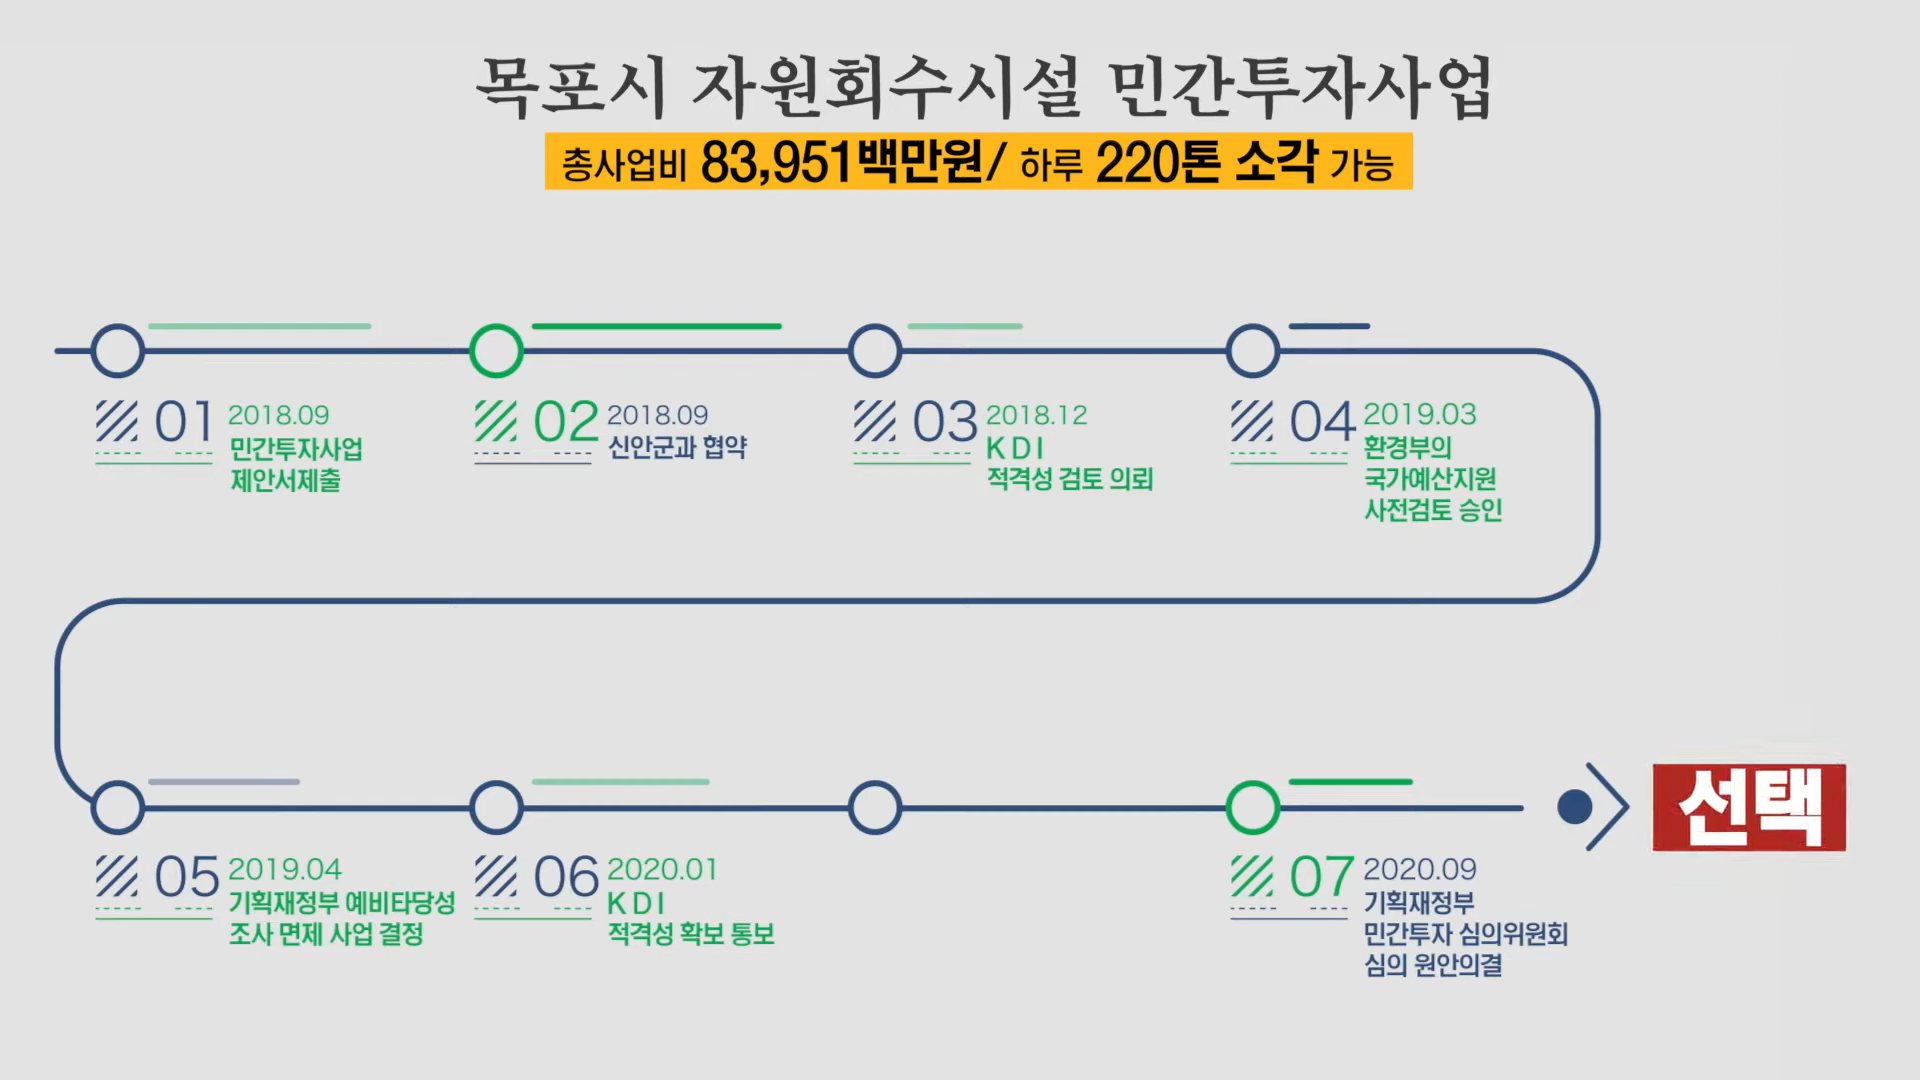 목포시 자원회수시설 민간투자사업
총사업비 83,951백만원/ 하루 220톤 소각 가능
01 2018.09
민간투자사업
제안서제출
02 2018.09
신안군과 협약
03 2018.12
KDI
적격성 검토 의뢰
04 2019.03
환경부의
국가예산지원
사전검토 승인
05 2019.04
기획재정부 예비타당성
조사 면제 사업 결정
06 2020.01
KDI
적격성 확보 통보
07 2020.09
기획재정부
민간투자 심의위원회
심의 원안의결
선택